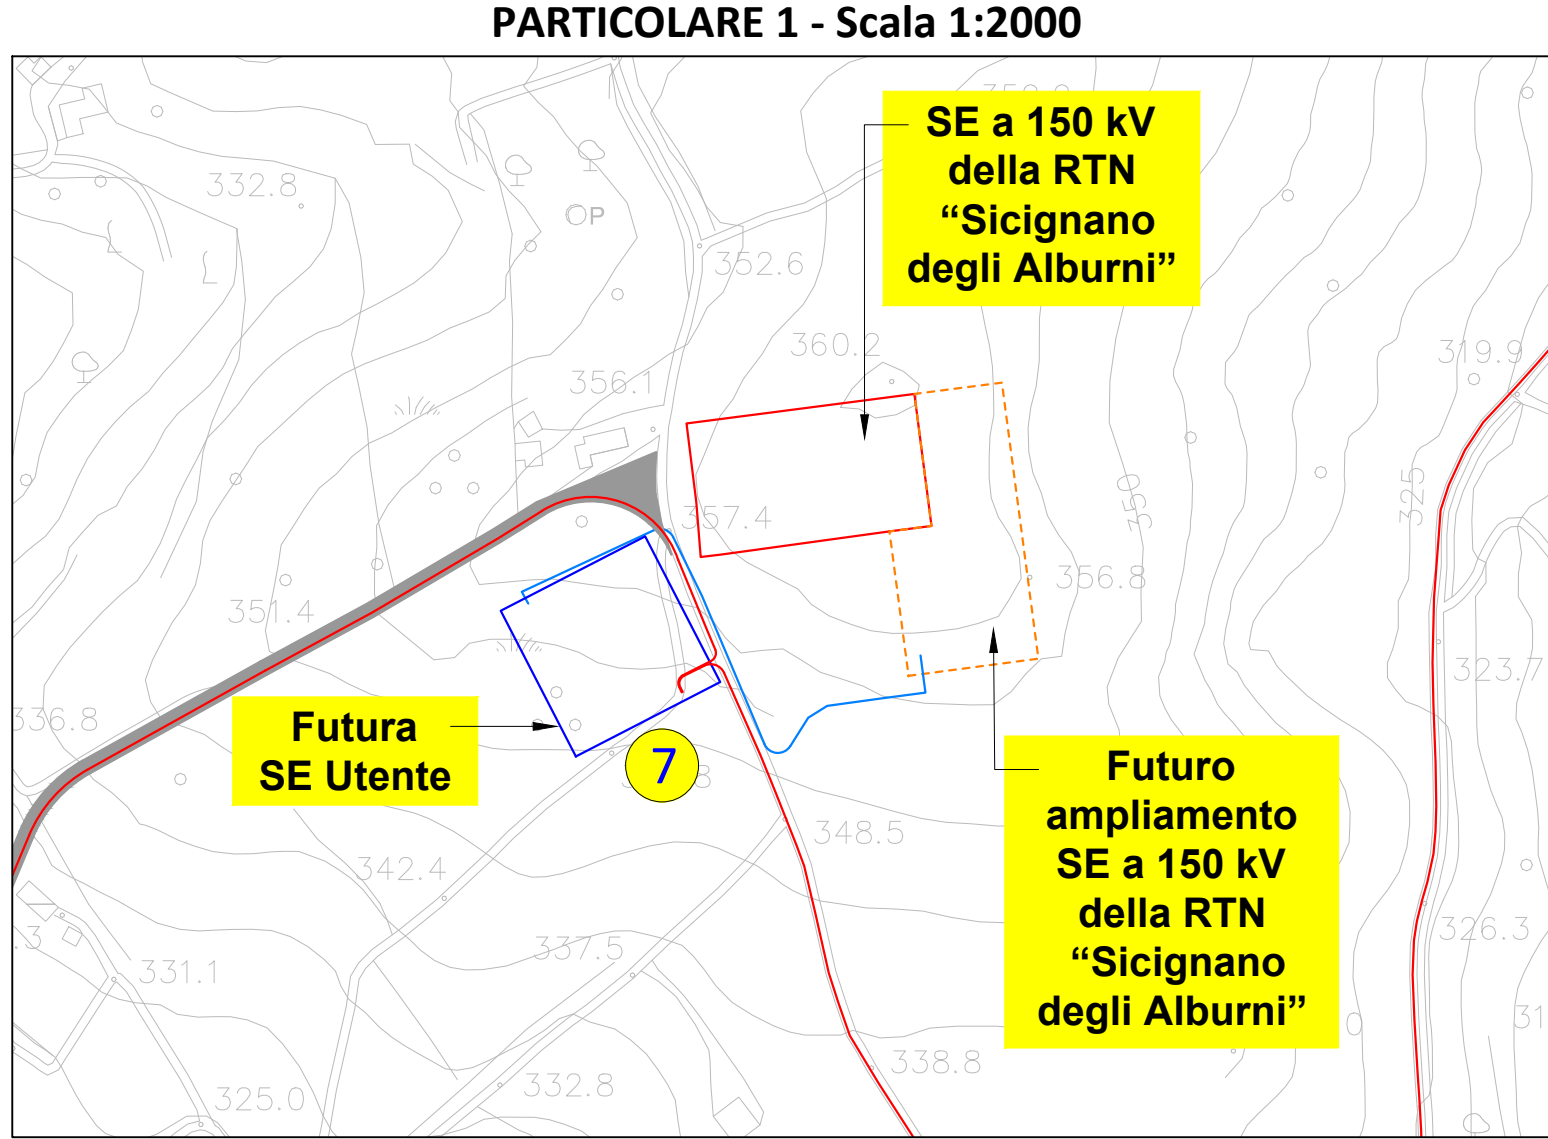 PARTICOLARE 1 - Scala 1:2000
SE a 150 kV
della RTN
“Sicignano
degli Alburni”
332.8
P
352.6
360.2
319.9
356.1
350
325
357.4
356.8
351.4
323.7
336.8
Futura
SE Utente
7
Futuro
ampliamento
SE a 150 kV
della RTN
“Sicignano
degli Alburni”
348.5
342.4
326.3
337.5
.3
331.1
338.8
332.8
325.0